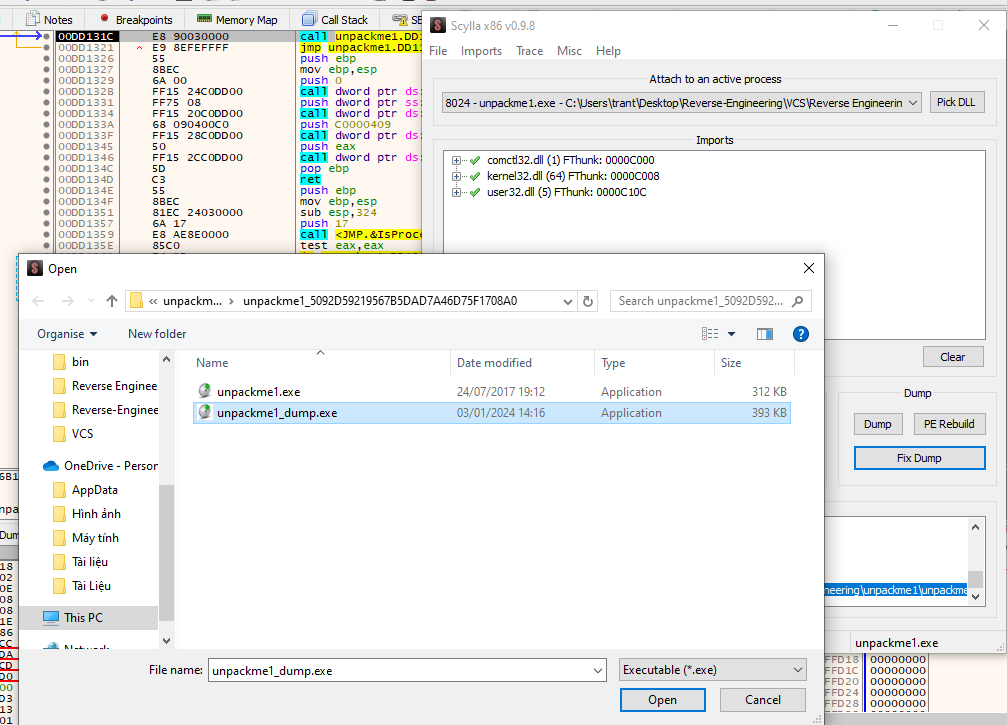 Notes Breakpoints Memory Map Call Stack
Scylla x86 v0.9.8
File Imports Trace Misc Help
Attach to an active process
8024 - unpackme1.exe - C:\Users\trant\Desktop\Reverse-Engineering\VCS\Reverse Engineerin Pick DLL
Imports
comctl32.dll (1) FThunk: 0000C000
kernel32.dll (64) FThunk: 0000C008
user32.dll (5) FThunk: 0000C10C
Clear
Dump
Dump PE Rebuild
Fix Dump
neering\unpackme1\unpackme
unpackme1.exe
00DD131C E8 90030000 call unpackme1.DD1
00DD1321 E9 8EFEFFFF jmp unpackme1.DD13
00DD1326 55 push ebp
00DD1327 8BEC mov ebp,esp
00DD1329 6A 00 push 0
00DD132B FF15 24C0DD00 call dword ptr ds:
00DD1331 FF75 08 push dword ptr ss:
00DD1334 FF15 20C0DD00 call dword ptr ds:
00DD133A 68 090400C0 push C0000409
00DD133F FF15 28C0DD00 call dword ptr ds:
00DD1345 50 push eax
00DD1346 FF15 2CC0DD00 call dword ptr ds:
00DD134C 5D pop ebp
00DD134D C3 ret
00DD134E 55 push ebp
00DD134F 8BEC mov ebp,esp
00DD1351 81EC 24030000 sub esp,324
00DD1357 6A 17 push 17
00DD1359 E8 AE8E0000 call <JMP.&IsProce
00DD135E 85C0 test eax,eax
Open
« unpackm... › unpackme1_5092D59219567B5DAD7A46D75F1708A0
Search unpackme1_5092D592...
Organise New folder
Name Date modified Type Size
unpackme1.exe 24/07/2017 19:12 Application 312 KB
unpackme1_dump.exe 03/01/2024 14:16 Application 393 KB
bin
Reverse Enginee
Reverse-Enginee
VCS
OneDrive - Person
AppData
Hình ảnh
Máy tính
Tài liệu
Tài Liệu
This PC
Network
File name: unpackme1_dump.exe Executable (*.exe)
Open Cancel
FFD18 00000000
FFD1C 00000000
FFD20 00000000
FFD24 00000000
FFD28 00000000